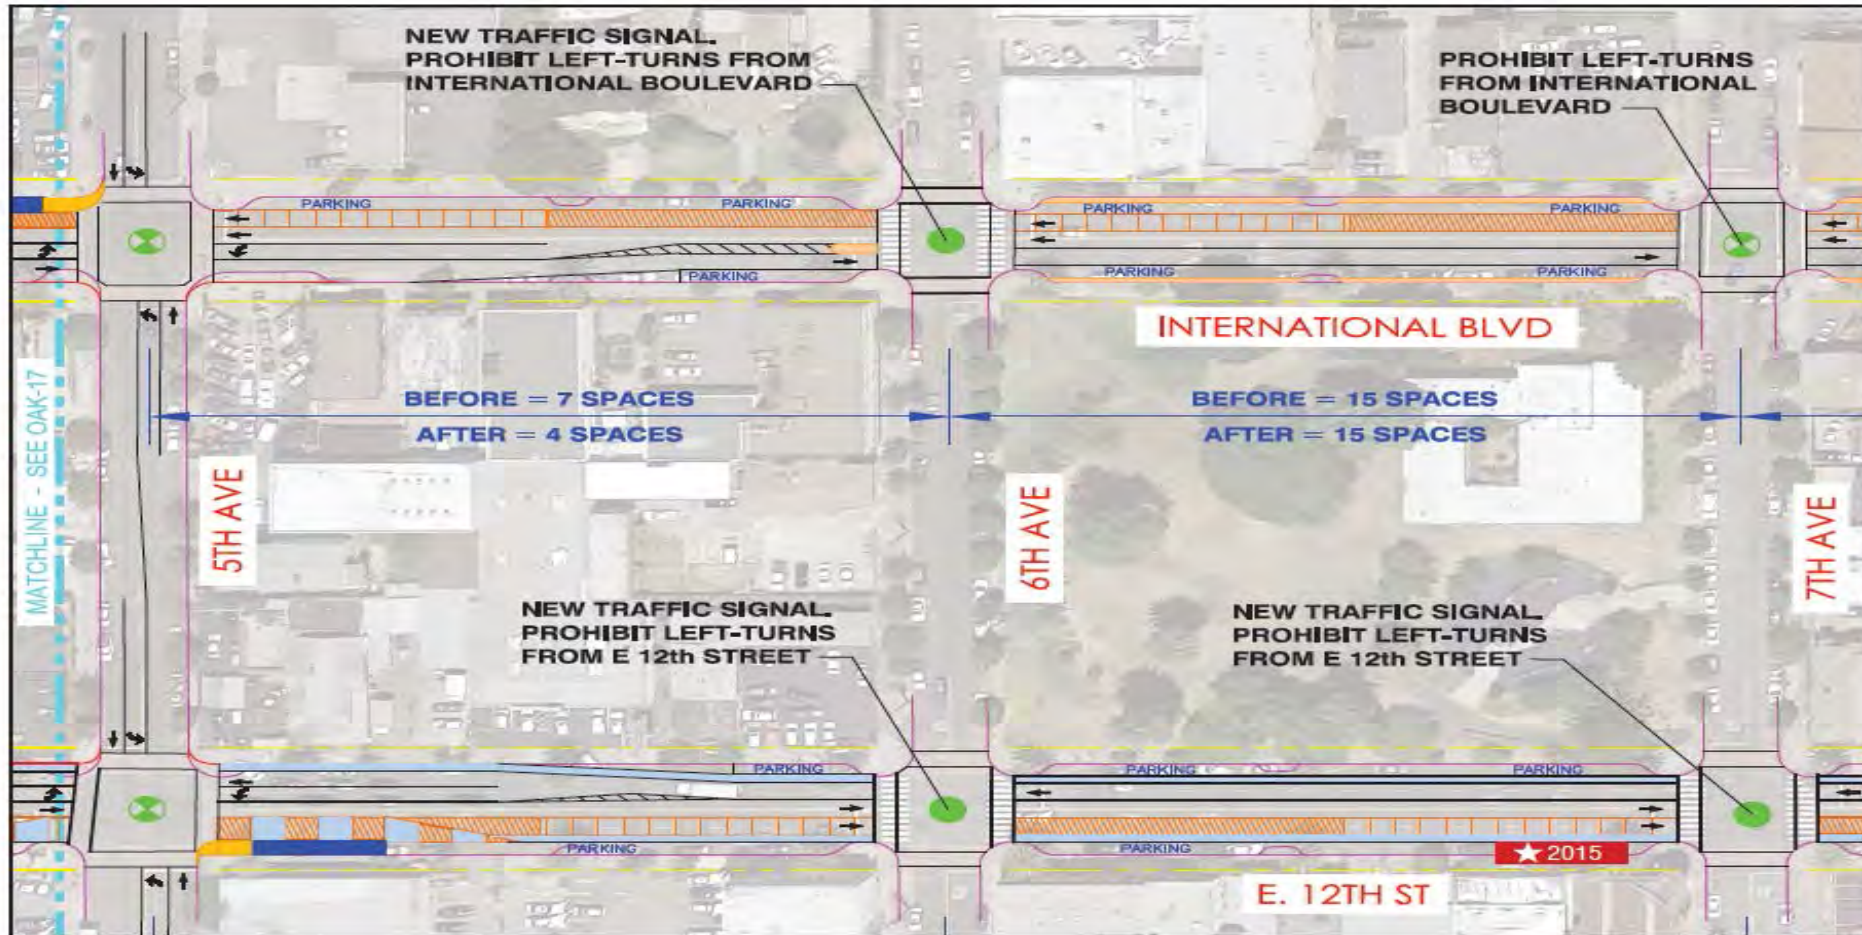 NEW TRAFFIC SIGNAL.
PROHIBIT LEFT-TURNS FROM
INTERNATIONAL BOULEVARD
PROHIBIT LEFT-TURNS
FROM INTERNATIONAL
BOULEVARD
PARKING
PARKING
PARKING
PARKING
PARKING
PARKING
PARKING
INTERNATIONAL BLVD
MATCHLINE - SEE OAK-17
BEFORE = 7 SPACES
AFTER = 4 SPACES
BEFORE = 15 SPACES
AFTER = 15 SPACES
5TH AVE
6TH AVE
7TH AVE
NEW TRAFFIC SIGNAL.
PROHIBIT LEFT-TURNS
FROM E 12th STREET
NEW TRAFFIC SIGNAL.
PROHIBIT LEFT-TURNS
FROM E 12th STREET
PARKING
PARKING
PARKING
PARKING
PARKING
2015
E. 12TH ST